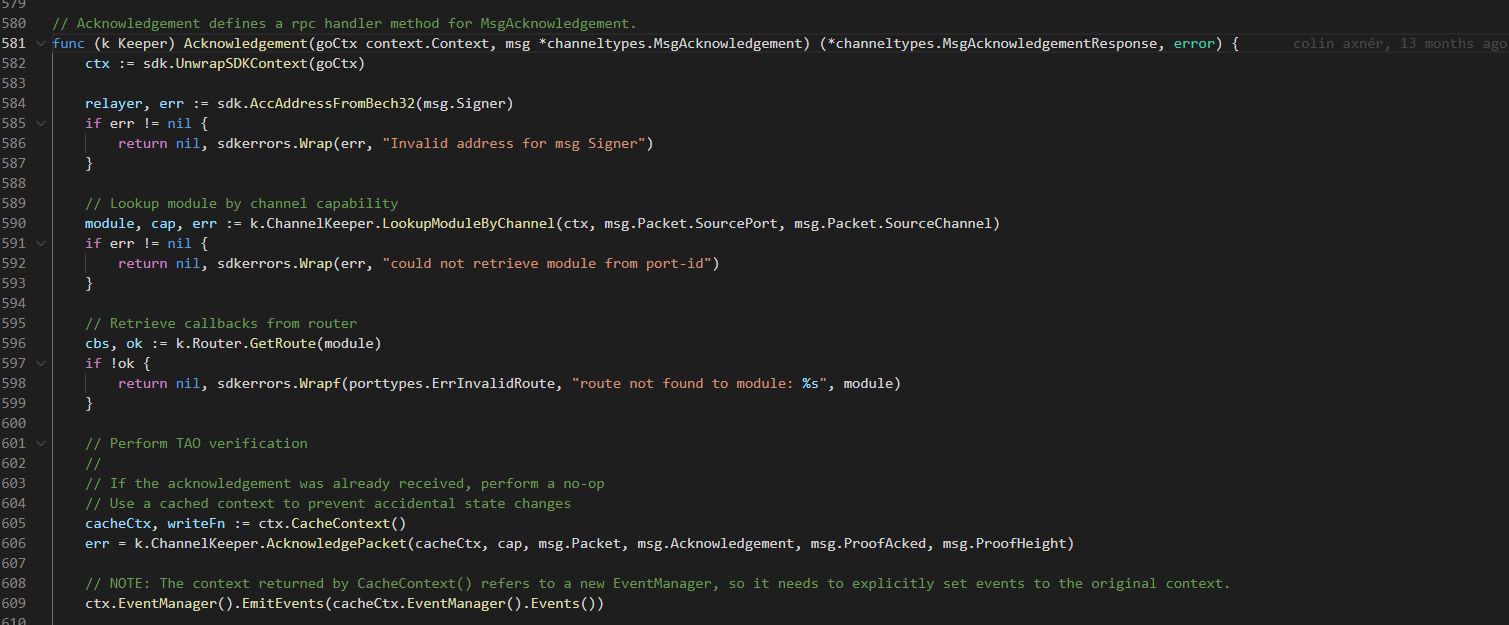 579
580 // Acknowledgement defines a rpc handler method for MsgAcknowledgement.
581 func (k Keeper) Acknowledgement(goCtx context.Context, msg *channeltypes.MsgAcknowledgement) (*channeltypes.MsgAcknowledgementResponse, error) { colin axnér, 13 months ago
582     ctx := sdk.UnwrapSDKContext(goCtx)
583
584     relayer, err := sdk.AccAddressFromBech32(msg.Signer)
585     if err != nil {
586         return nil, sdkerrors.Wrap(err, "Invalid address for msg Signer")
587     }
588
589     // Lookup module by channel capability
590     module, cap, err := k.ChannelKeeper.LookupModuleByChannel(ctx, msg.Packet.SourcePort, msg.Packet.SourceChannel)
591     if err != nil {
592         return nil, sdkerrors.Wrap(err, "could not retrieve module from port-id")
593     }
594
595     // Retrieve callbacks from router
596     cbs, ok := k.Router.GetRoute(module)
597     if !ok {
598         return nil, sdkerrors.Wrapf(porttypes.ErrInvalidRoute, "route not found to module: %s", module)
599     }
600
601     // Perform TAO verification
602     //
603     // If the acknowledgement was already received, perform a no-op
604     // Use a cached context to prevent accidental state changes
605     cacheCtx, writeFn := ctx.CacheContext()
606     err = k.ChannelKeeper.AcknowledgePacket(cacheCtx, cap, msg.Packet, msg.Acknowledgement, msg.ProofAcked, msg.ProofHeight)
607
608     // NOTE: The context returned by CacheContext() refers to a new EventManager, so it needs to explicitly set events to the original context.
609     ctx.EventManager().EmitEvents(cacheCtx.EventManager().Events())
610